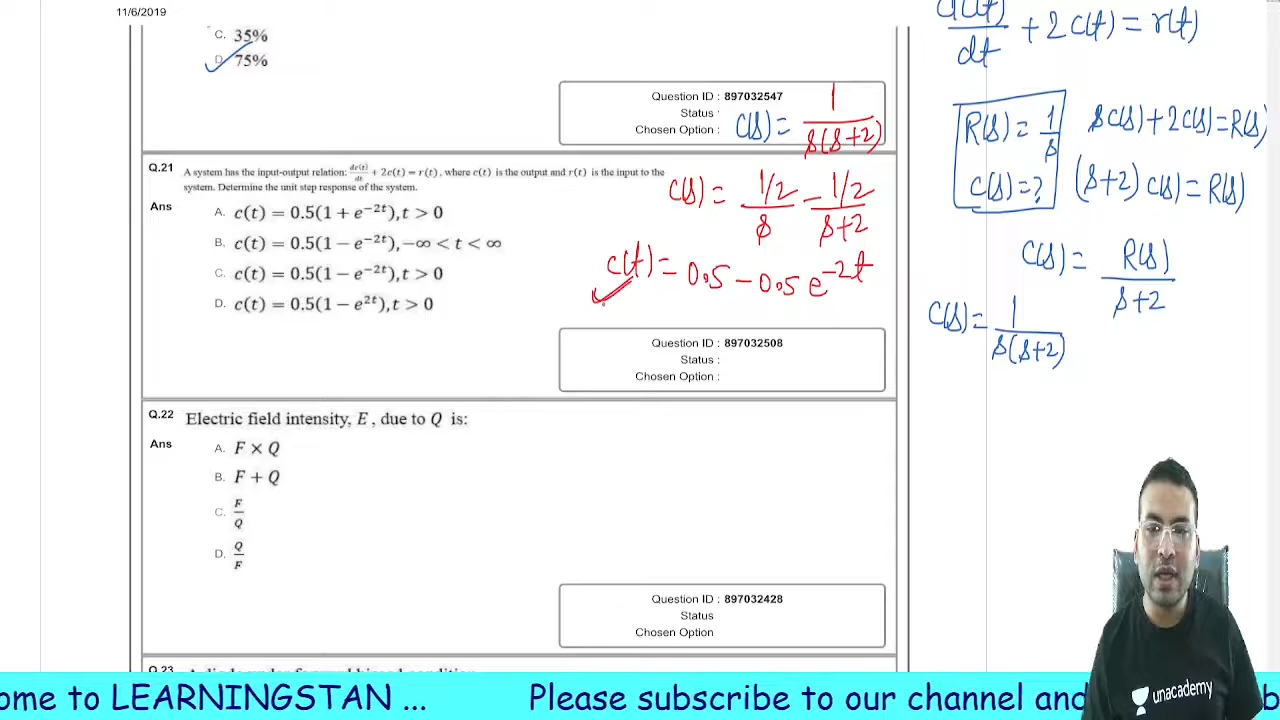 11/6/2019
C. 35%
D. 75%
Question ID : 897032547
Status :
Chosen Option :
C(s) = 1/s(s+2)
Q.21 A system has the input-output relation: dc(t)/dt + 2c(t) = r(t), where c(t) is the output and r(t) is the input to the
system. Determine the unit step response of the system.
Ans
A. c(t) = 0.5(1 + e^−2t), t > 0
B. c(t) = 0.5(1 − e^−2t), −∞ < t < ∞
C. c(t) = 0.5(1 − e^−2t), t > 0
D. c(t) = 0.5(1 − e^2t), t > 0
C(s) = 1/2/s − 1/2/s+2
c(t) = 0.5 − 0.5 e^−2t
Question ID : 897032508
Status :
Chosen Option :
Q.22 Electric field intensity, E , due to Q is:
Ans
A. F × Q
B. F + Q
C. F/Q
D. Q/F
Question ID : 897032428
Status
Chosen Option
Q.23
dt + 2c(t) = r(t)
R(s) = 1/s
C(s) = ?
sC(s) + 2C(s) = R(s)
(s+2) C(s) = R(s)
C(s) = R(s)/s+2
C(s) = 1/s(s+2)
ome to LEARNINGSTAN ... Please subscribe to our channel and
unacademy